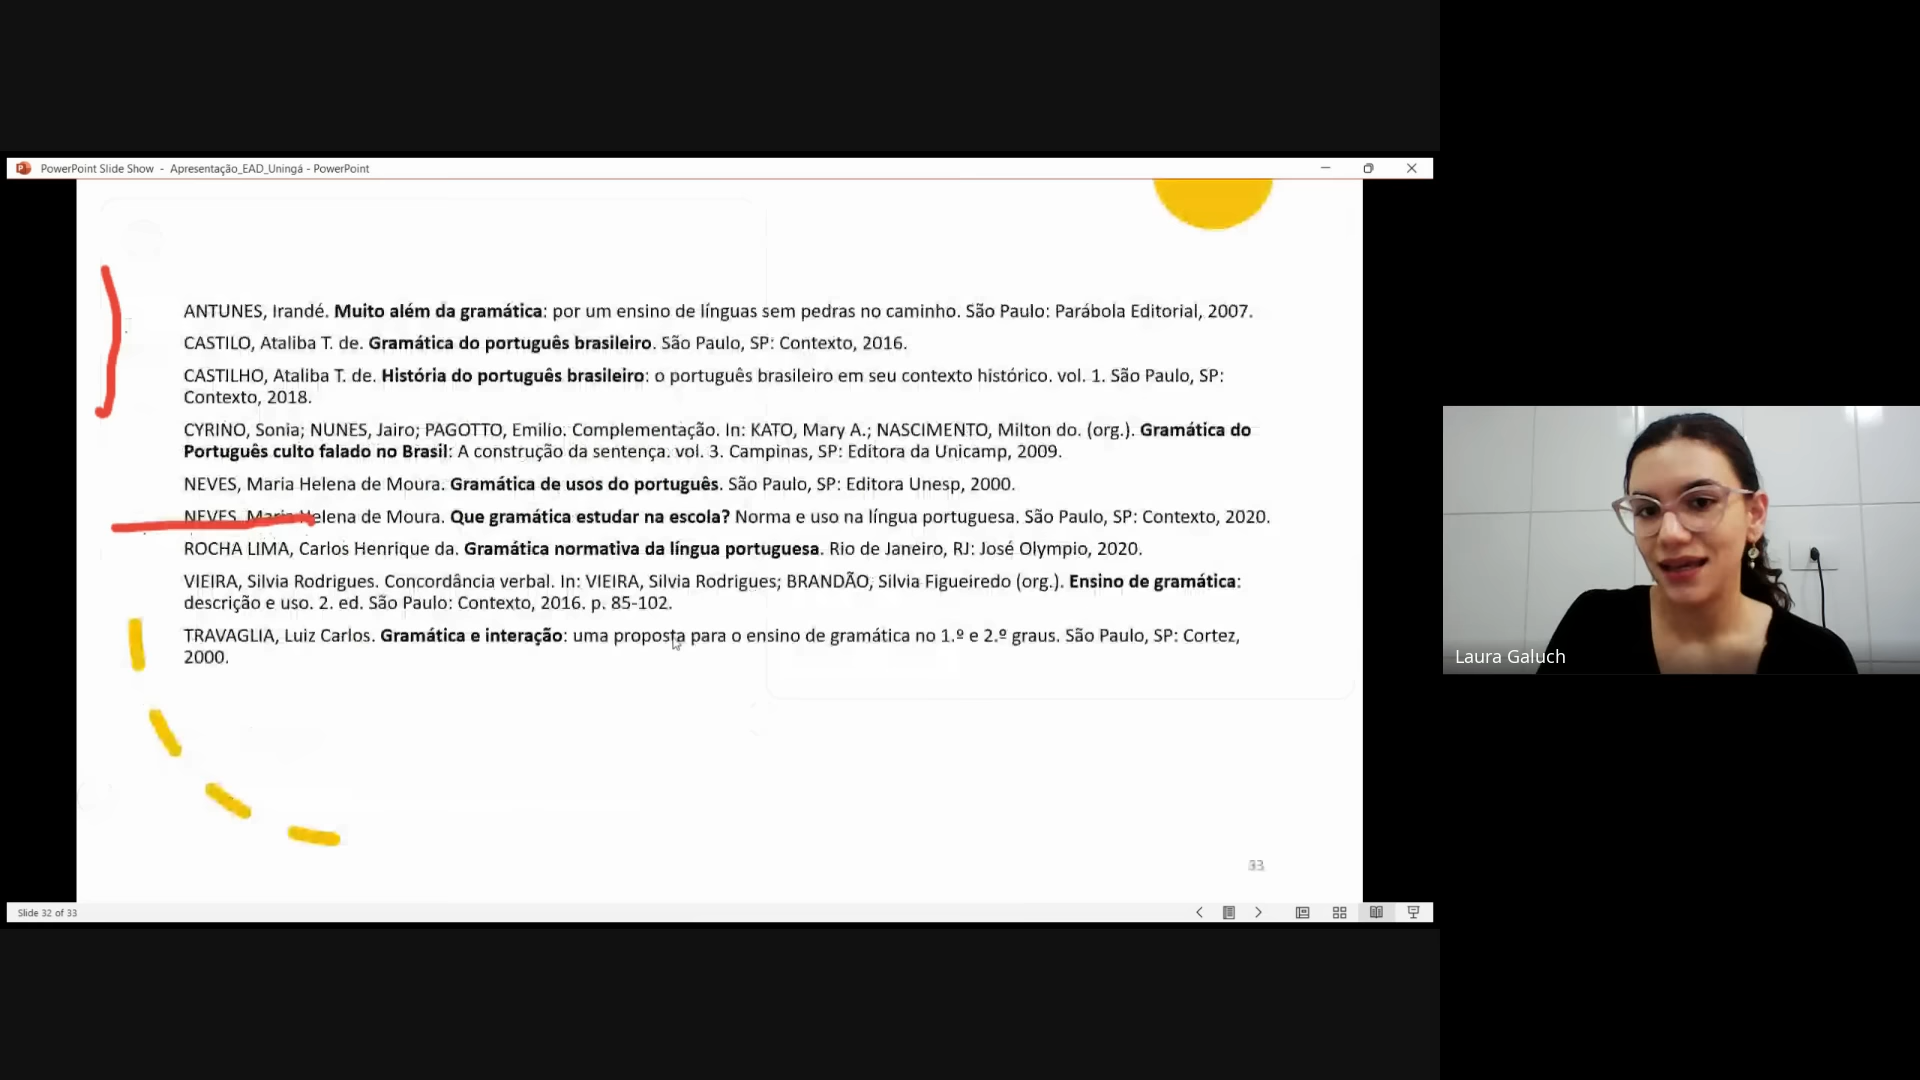 PowerPoint Slide Show - Apresentação_EAD_Uningá - PowerPoint
ANTUNES, Irandé. Muito além da gramática: por um ensino de línguas sem pedras no caminho. São Paulo: Parábola Editorial, 2007.
CASTILO, Ataliba T. de. Gramática do português brasileiro. São Paulo, SP: Contexto, 2016.
CASTILHO, Ataliba T. de. História do português brasileiro: o português brasileiro em seu contexto histórico. vol. 1. São Paulo, SP:
Contexto, 2018.
CYRINO, Sonia; NUNES, Jairo; PAGOTTO, Emilio. Complementação. In: KATO, Mary A.; NASCIMENTO, Milton do. (org.). Gramática do
Português culto falado no Brasil: A construção da sentença. vol. 3. Campinas, SP: Editora da Unicamp, 2009.
NEVES, Maria Helena de Moura. Gramática de usos do português. São Paulo, SP: Editora Unesp, 2000.
NEVES, Maria Helena de Moura. Que gramática estudar na escola? Norma e uso na língua portuguesa. São Paulo, SP: Contexto, 2020.
ROCHA LIMA, Carlos Henrique da. Gramática normativa da língua portuguesa. Rio de Janeiro, RJ: José Olympio, 2020.
VIEIRA, Silvia Rodrigues. Concordância verbal. In: VIEIRA, Silvia Rodrigues; BRANDÃO, Silvia Figueiredo (org.). Ensino de gramática:
descrição e uso. 2. ed. São Paulo: Contexto, 2016. p. 85-102.
TRAVAGLIA, Luiz Carlos. Gramática e interação: uma proposta para o ensino de gramática no 1.º e 2.º graus. São Paulo, SP: Cortez,
2000.
Laura Galuch
Slide 32 of 33